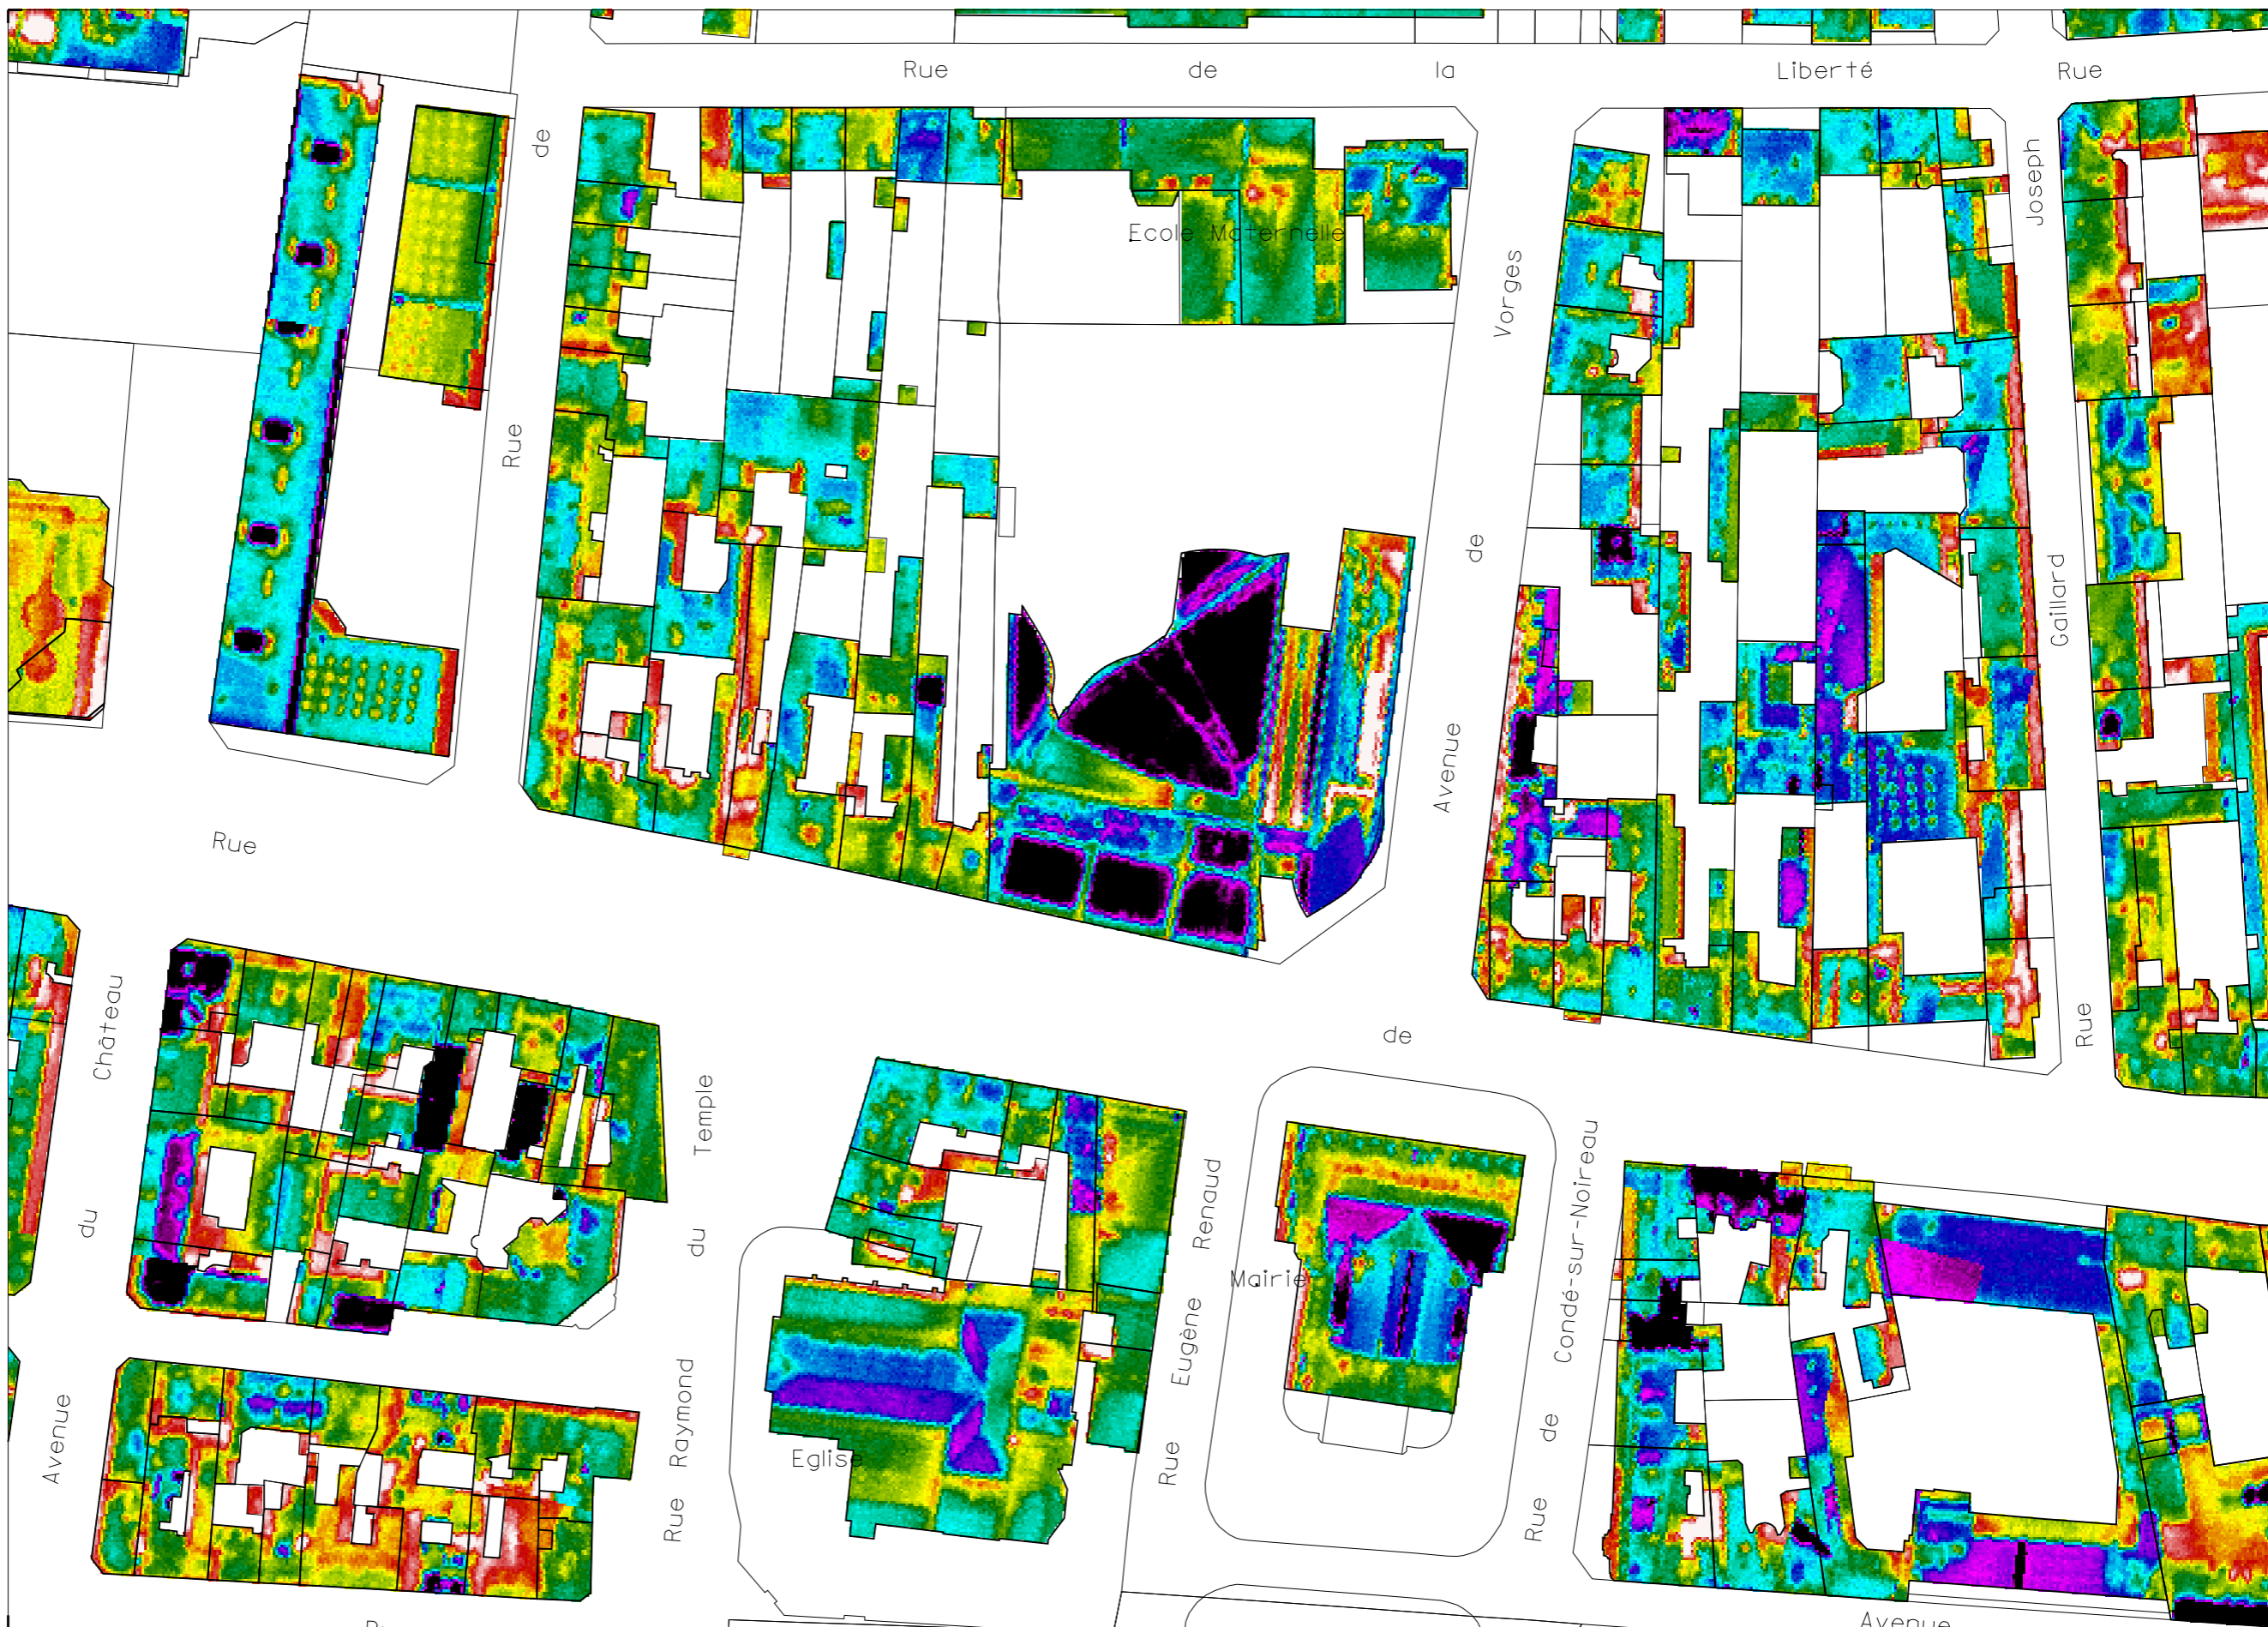 Rue de la Liberté Rue
de
Joseph
Ecole Maternelle
Vorges
Rue
de
Gaillard
Avenue
Rue
Château
de
Rue
Temple
du
du
Renaud
Condé-sur-Noireau
Mairie
Eugène
Raymond
de
Avenue
Eglise
Rue
Rue
Rue
Avenue